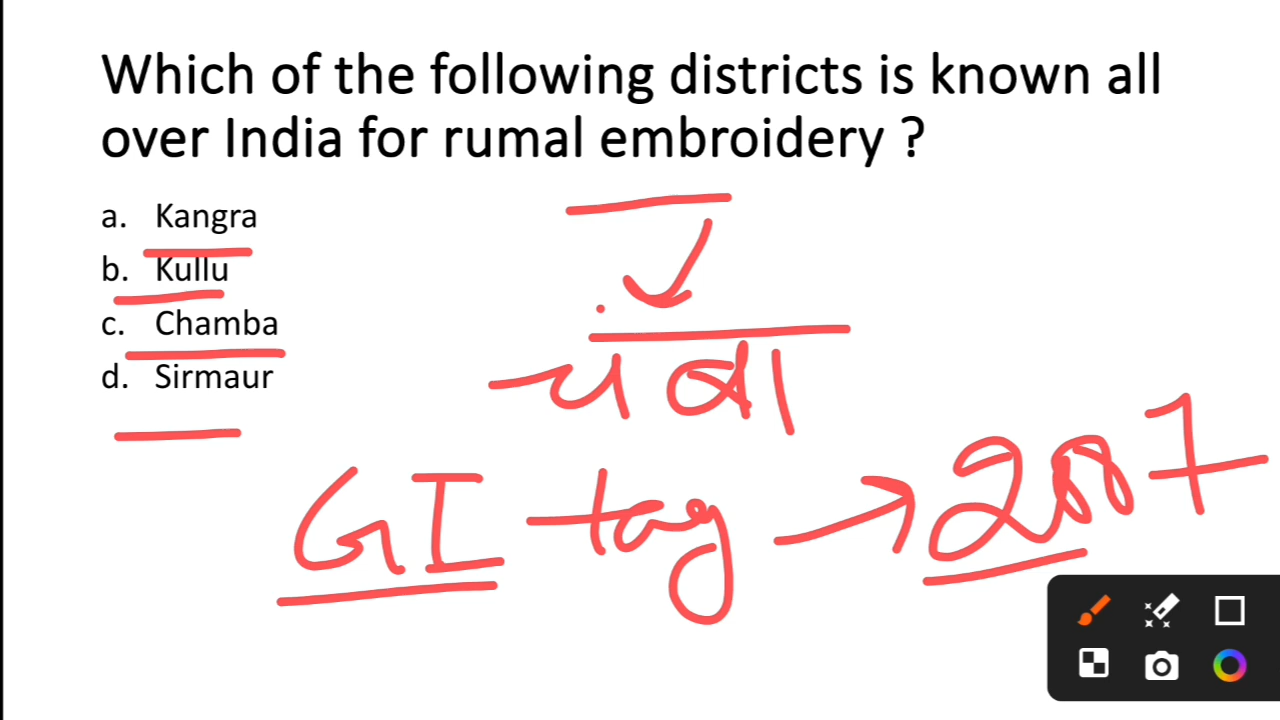 Which of the following districts is known all
over India for rumal embroidery ?
a. Kangra
b. Kullu
c. Chamba
d. Sirmaur
चंबा
GI tag → 2007